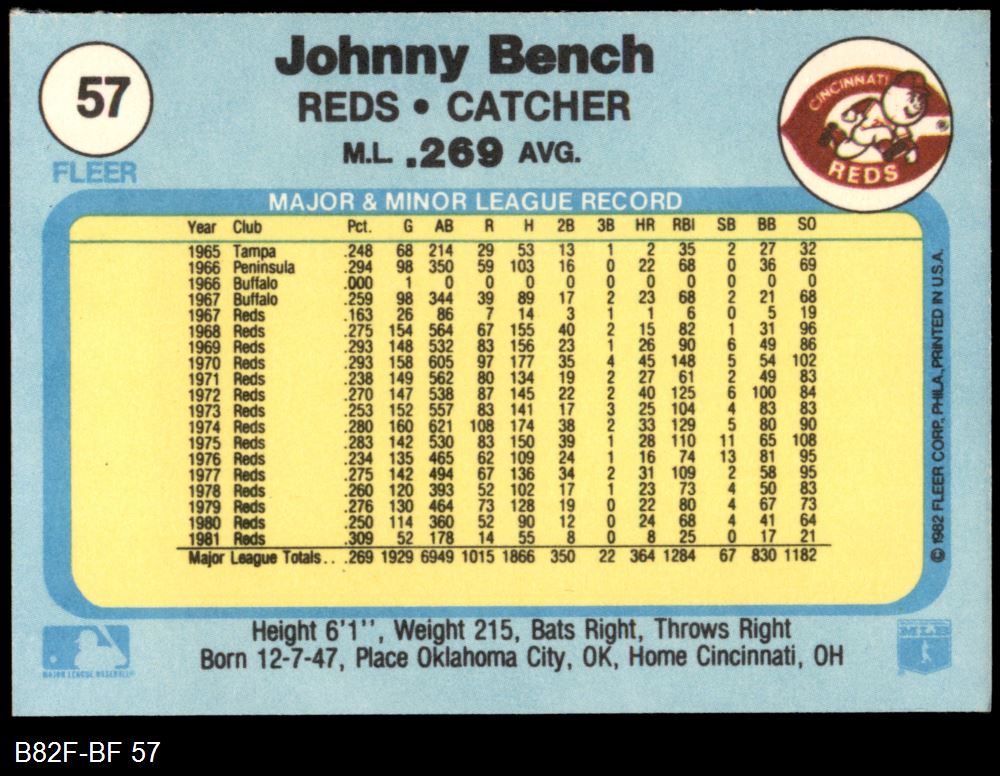 57
FLEER
Johnny Bench
REDS • CATCHER
M.L. .269 AVG.
CINCINNATI
REDS
MAJOR & MINOR LEAGUE RECORD
Year Club Pct. G AB R H 2B 3B HR RBI SB BB SO
1965 Tampa .248 68 214 29 53 13 1 2 35 2 27 32
1966 Peninsula .294 98 350 59 103 16 0 22 68 0 36 69
1966 Buffalo .000 1 0 0 0 0 0 0 0 0 0 0
1967 Buffalo .259 98 344 39 89 17 2 23 68 2 21 68
1967 Reds .163 26 86 7 14 3 1 1 6 0 5 19
1968 Reds .275 154 564 67 155 40 2 15 82 1 31 96
1969 Reds .293 148 532 83 156 23 1 26 90 6 49 86
1970 Reds .293 158 605 97 177 35 4 45 148 5 54 102
1971 Reds .238 149 562 80 134 19 2 27 61 2 49 83
1972 Reds .270 147 538 87 145 22 2 40 125 6 100 84
1973 Reds .253 152 557 83 141 17 3 25 104 4 83 83
1974 Reds .280 160 621 108 174 38 2 33 129 5 80 90
1975 Reds .283 142 530 83 150 39 1 28 110 11 65 108
1976 Reds .234 135 465 62 109 24 1 16 74 13 81 95
1977 Reds .275 142 494 67 136 34 2 31 109 2 58 95
1978 Reds .260 120 393 52 102 17 1 23 73 4 50 83
1979 Reds .276 130 464 73 128 19 0 22 80 4 67 73
1980 Reds .250 114 360 52 90 12 0 24 68 4 41 64
1981 Reds .309 52 178 14 55 8 0 8 25 0 17 21
Major League Totals. . .269 1929 6949 1015 1866 350 22 364 1284 67 830 1182
© 1982 FLEER CORP., PHILA., PRINTED IN U.S.A.
Height 6'1'', Weight 215, Bats Right, Throws Right
Born 12-7-47, Place Oklahoma City, OK, Home Cincinnati, OH
MAJOR LEAGUE BASEBALL
MLB
B82F-BF 57